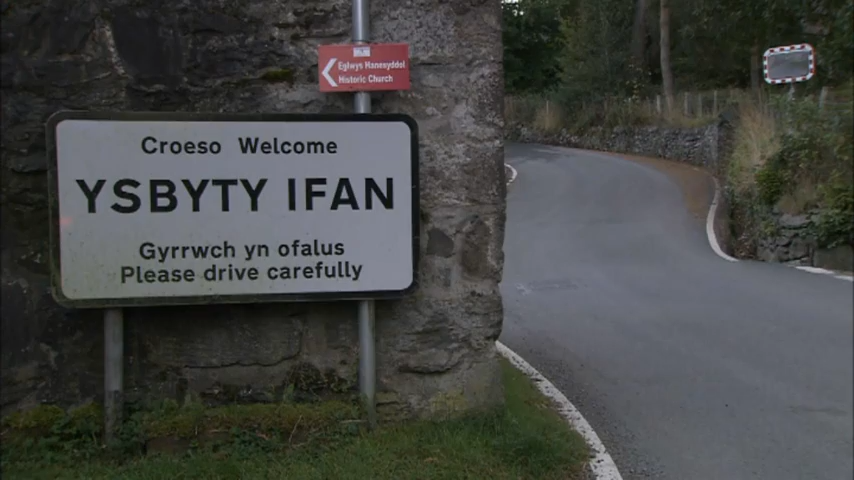 Eglwys Hanesyddol
Historic Church
Croeso Welcome
YSBYTY IFAN
Gyrrwch yn ofalus
Please drive carefully